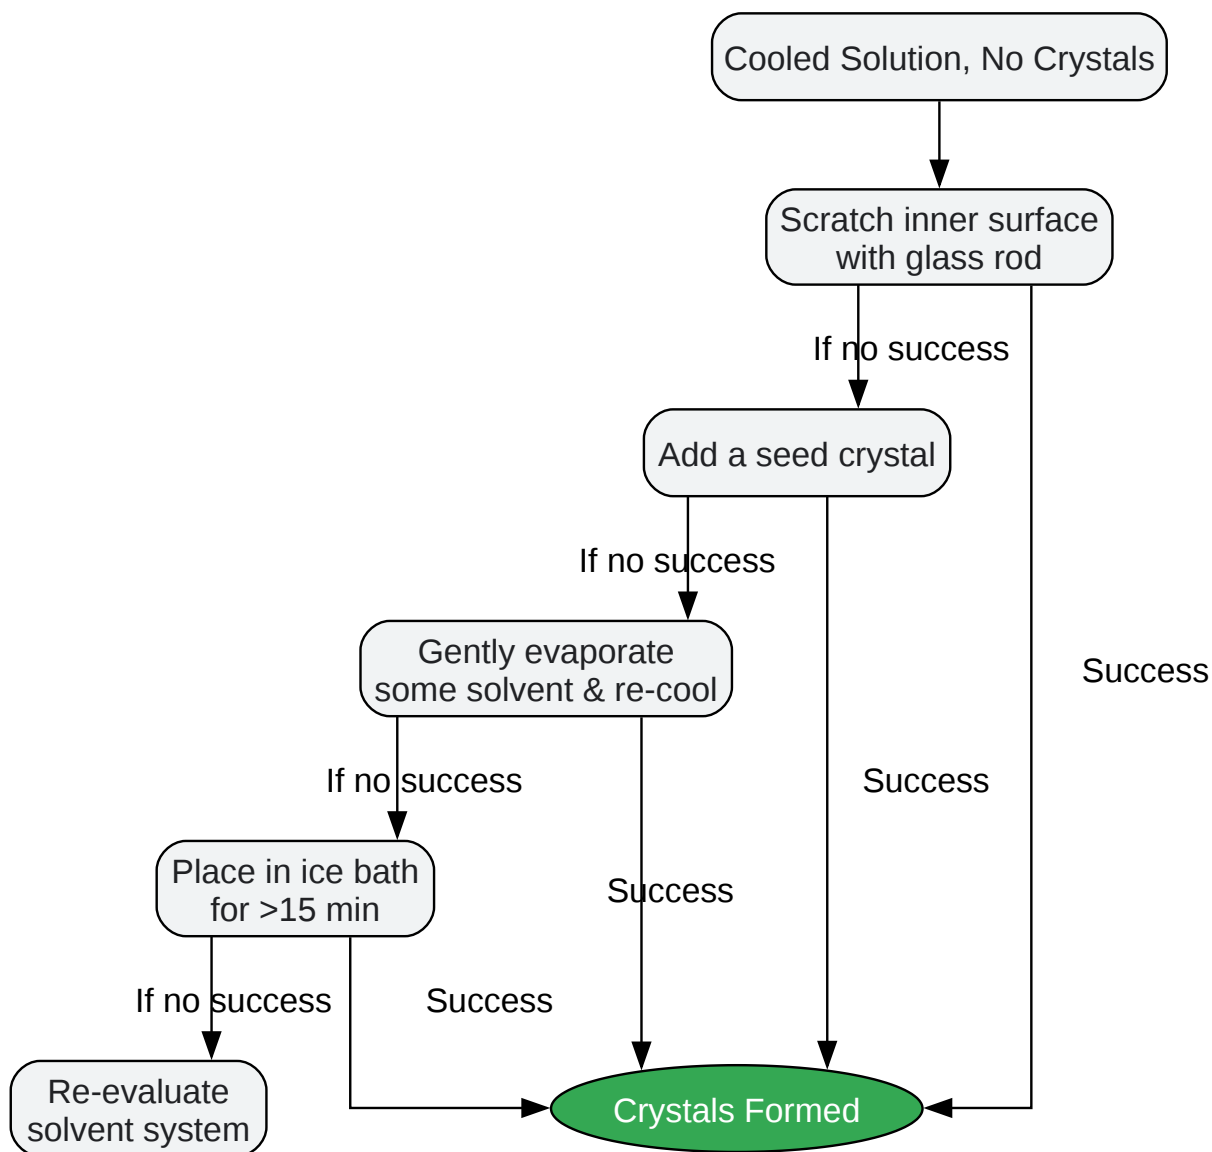 Cooled Solution, No Crystals
Scratch inner surface
with glass rod
If no success
Add a seed crystal
If no success
Gently evaporate
some solvent & re-cool
Success
If no success
Success
Place in ice bath
for >15 min
Success
If no success
Success
Re-evaluate
solvent system
Crystals Formed